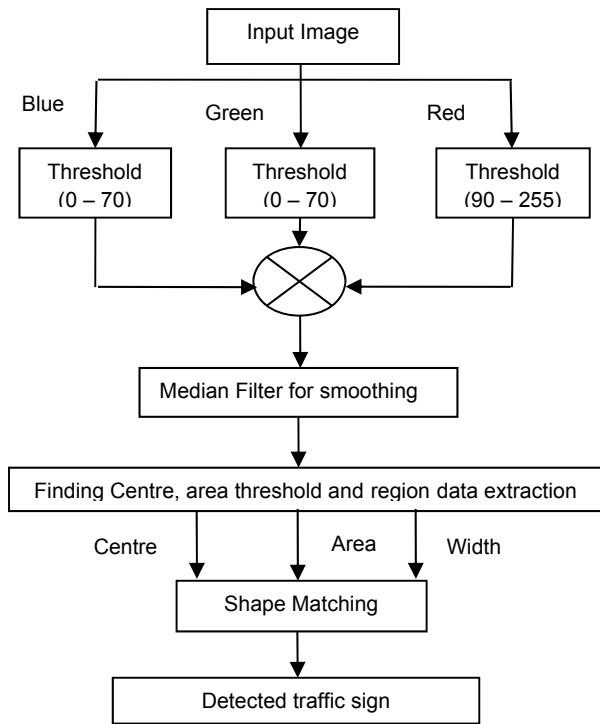 Input Image
Blue
Green
Red
Threshold
(0 – 70)
Threshold
(0 – 70)
Threshold
(90 – 255)
Median Filter for smoothing
Finding Centre, area threshold and region data extraction
Centre
Area
Width
Shape Matching
Detected traffic sign